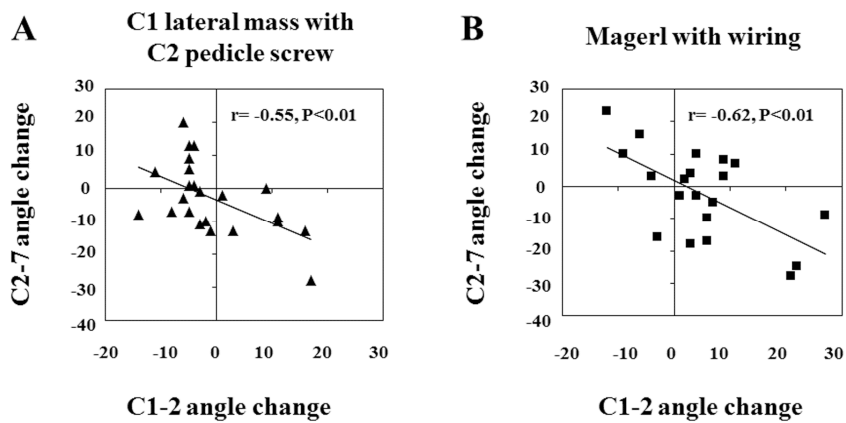 A
C1 lateral mass with
C2 pedicle screw
C2-7 angle change
30
20
10
0
-10
-20
-30
-40
r= -0.55, P<0.01
-20
-10
0
10
20
30
C1-2 angle change
B
Magerl with wiring
C2-7 angle change
30
20
10
0
-10
-20
-30
-40
r= -0.62, P<0.01
-20
-10
0
10
20
30
C1-2 angle change